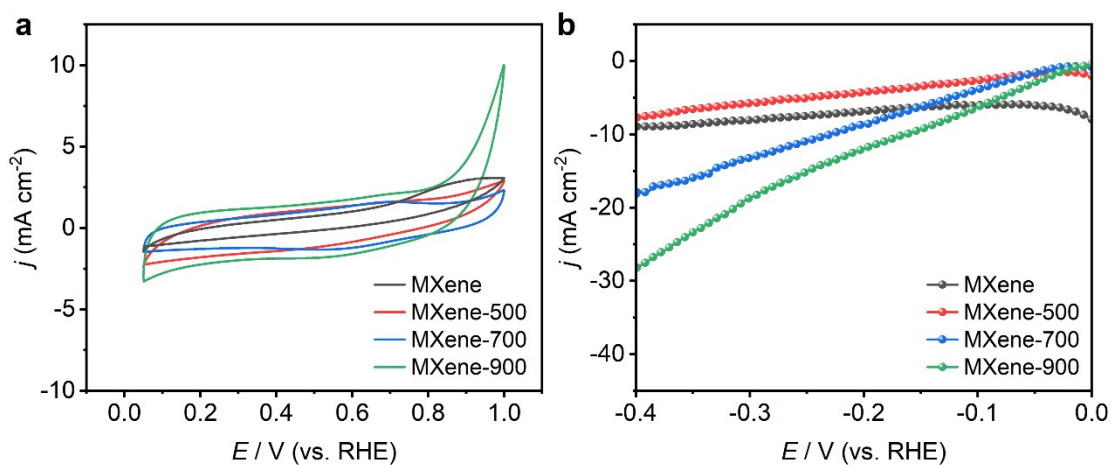 a
10
5
0
-5
-10
j (mA cm-2)
0.0 0.2 0.4 0.6 0.8 1.0
E / V (vs. RHE)
MXene
MXene-500
MXene-700
MXene-900
b
0
-10
-20
-30
-40
j (mA cm-2)
-0.4 -0.3 -0.2 -0.1 0.0
E / V (vs. RHE)
MXene
MXene-500
MXene-700
MXene-900